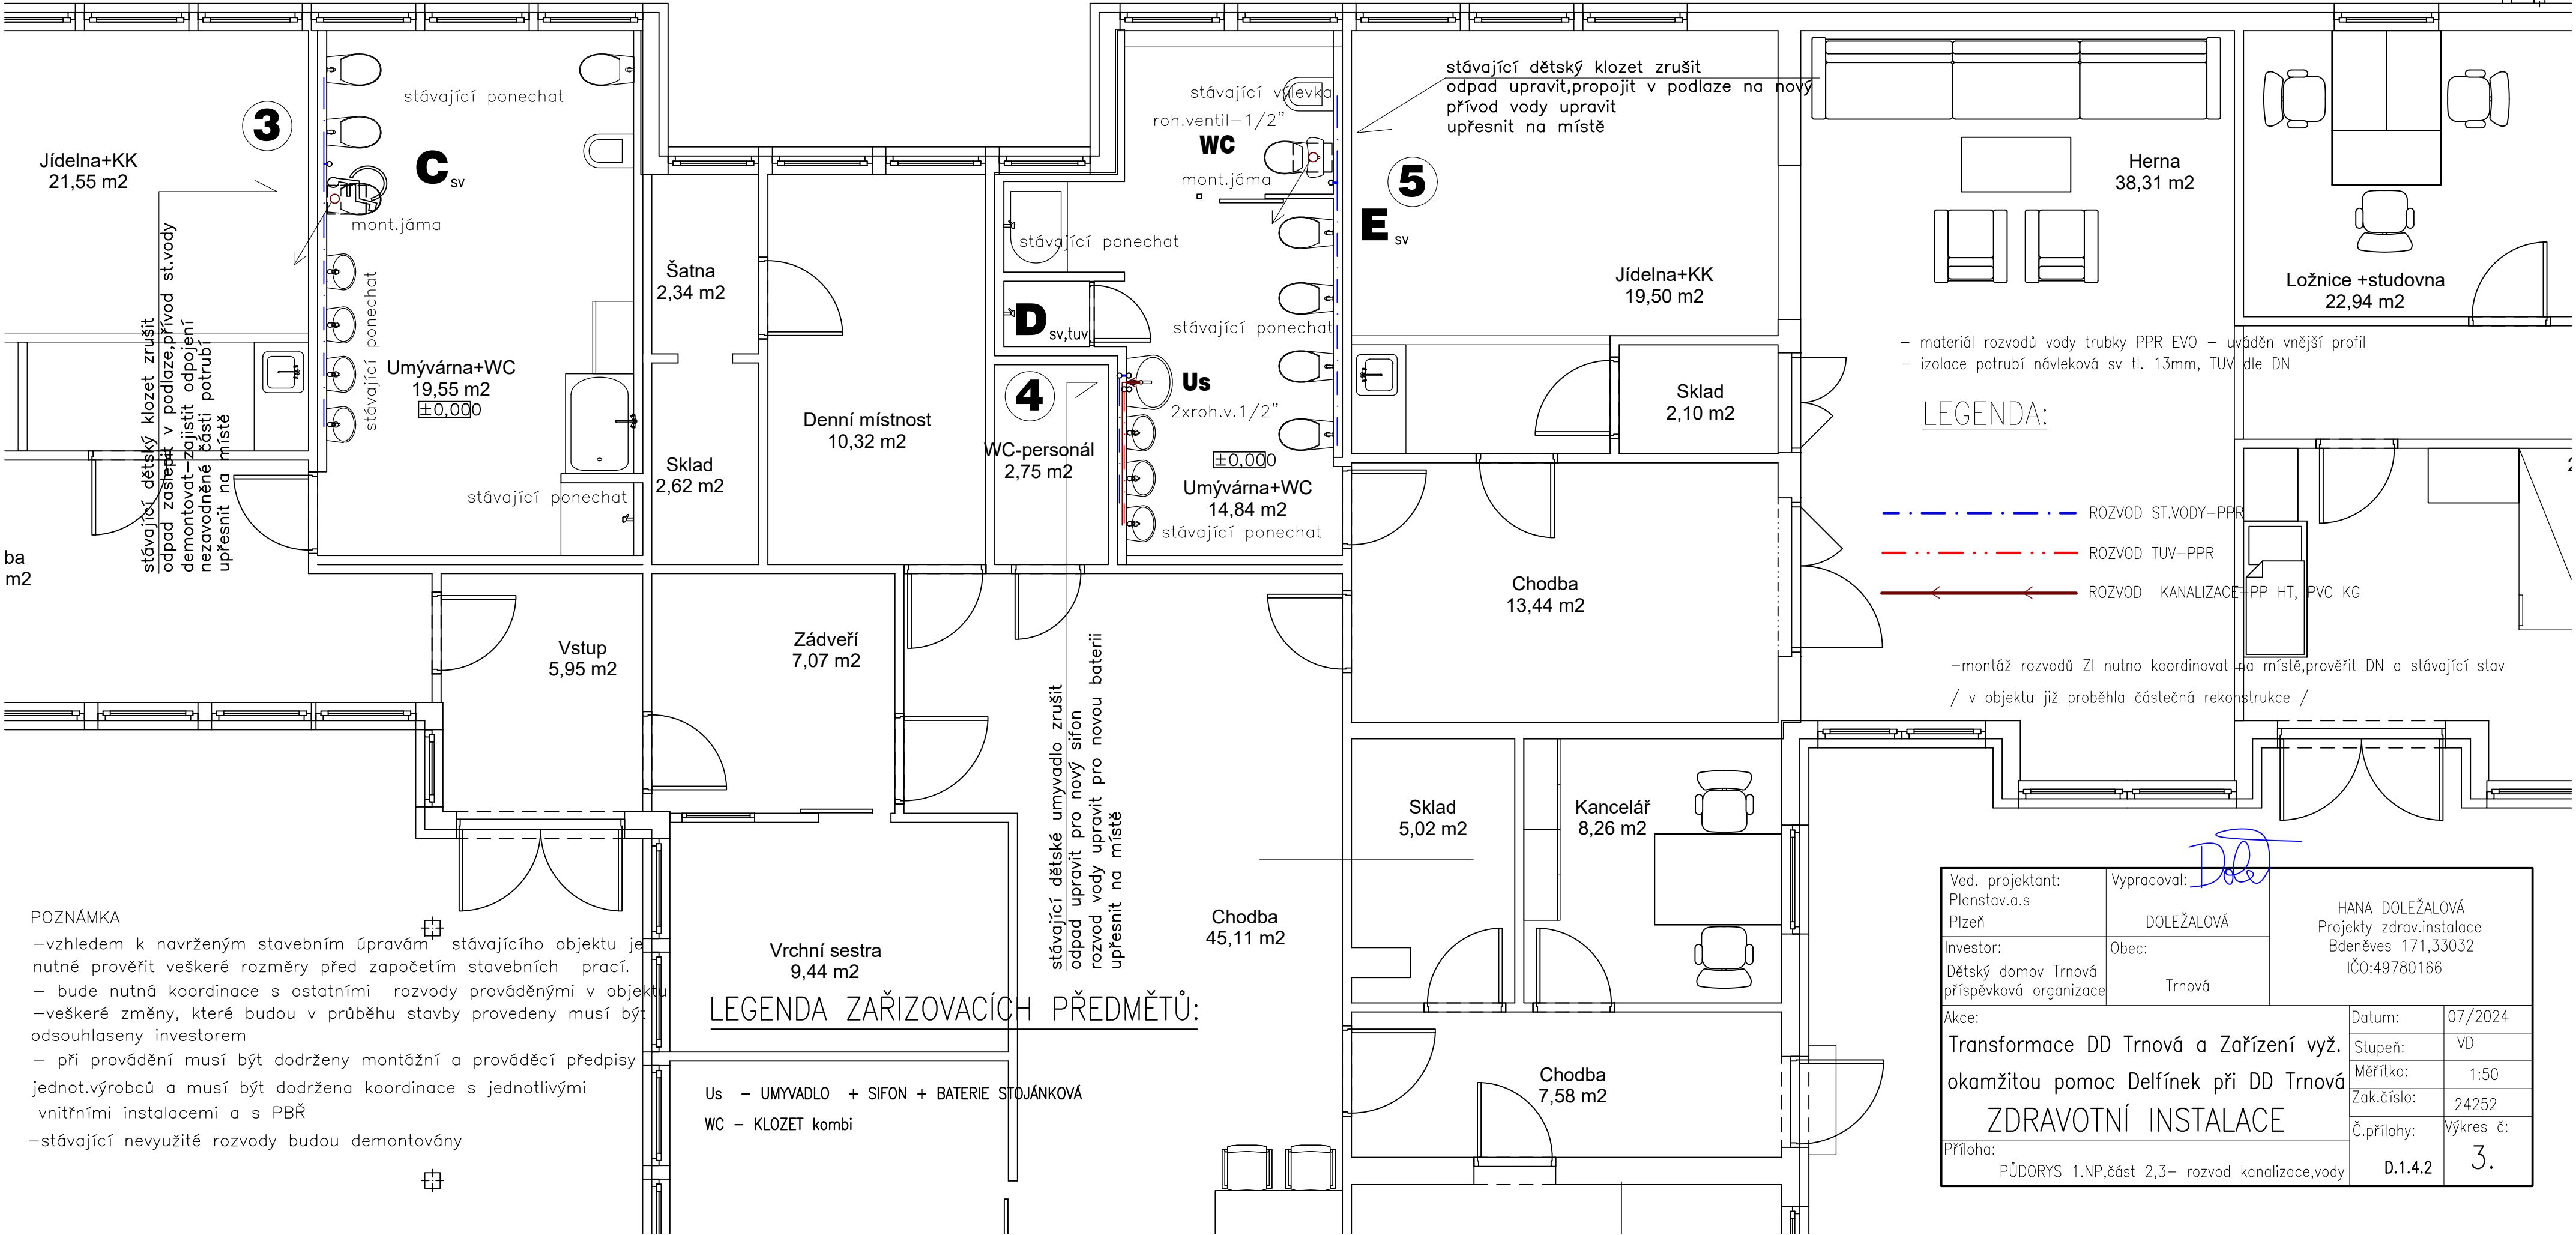 Jídelna+KK
21,55 m2
3
stávající dětský klozet zrušit
odpad zaslepit v podlaze,přívod st.vody
demontovat-zajistit odpojení
nezavodněné části potrubí
upřesnit na místě
ba
m2
stávající ponechat
C sv
mont.jáma
stávající ponechat
Umývárna+WC
19,55 m2
±0,000
stávající ponechat
Šatna
2,34 m2
Sklad
2,62 m2
Denní místnost
10,32 m2
stávající výlevka
roh.ventil-1/2"
WC
mont.jáma
stávající ponechat
D sv,tuv
stávající ponechat
4
Us
2xroh.v.1/2"
WC-personál
2,75 m2
±0,000
Umývárna+WC
14,84 m2
stávající ponechat
stávající dětský klozet zrušit
odpad upravit,propojit v podlaze na nový
přívod vody upravit
upřesnit na místě
5
E sv
Jídelna+KK
19,50 m2
Sklad
2,10 m2
Herna
38,31 m2
Ložnice +studovna
22,94 m2
- materiál rozvodů vody trubky PPR EVO - uváděn vnější profil
- izolace potrubí návleková sv tl. 13mm, TUV dle DN
LEGENDA:
ROZVOD ST.VODY-PPR
ROZVOD TUV-PPR
ROZVOD KANALIZACE-PP HT, PVC KG
-montáž rozvodů ZI nutno koordinovat na místě,prověřit DN a stávající stav
/ v objektu již proběhla částečná rekonstrukce /
Chodba
13,44 m2
Vstup
5,95 m2
Zádveří
7,07 m2
stávající dětské umyvadlo zrušit
odpad upravit pro nový sifon
rozvod vody upravit pro novou baterii
upřesnit na místě
Sklad
5,02 m2
Kancelář
8,26 m2
Chodba
45,11 m2
Vrchní sestra
9,44 m2
Chodba
7,58 m2
POZNÁMKA
-vzhledem k navrženým stavebním úpravám stávajícího objektu je
nutné prověřit veškeré rozměry před započetím stavebních prací.
- bude nutná koordinace s ostatními rozvody prováděnými v objektu
-veškeré změny, které budou v průběhu stavby provedeny musí být
odsouhlaseny investorem
- při provádění musí být dodrženy montážní a prováděcí předpisy
jednot.výrobců a musí být dodržena koordinace s jednotlivými
vnitřními instalacemi a s PBŘ
-stávající nevyužité rozvody budou demontovány
LEGENDA ZAŘIZOVACÍCH PŘEDMĚTŮ:
Us - UMYVADLO + SIFON + BATERIE STOJÁNKOVÁ
WC - KLOZET kombi
Ved. projektant:
Planstav.a.s
Plzeň
Vypracoval:
DOLEŽALOVÁ
HANA DOLEŽALOVÁ
Projekty zdrav.instalace
Bdeněves 171,33032
IČO:49780166
Investor:
Dětský domov Trnová
příspěvková organizace
Obec:
Trnová
Akce:
Transformace DD Trnová a Zařízení vyž.
okamžitou pomoc Delfínek při DD Trnová
ZDRAVOTNÍ INSTALACE
Datum: 07/2024
Stupeň: VD
Měřítko: 1:50
Zak.číslo: 24252
Č.přílohy: D.1.4.2
Výkres č: 3.
Příloha:
PŮDORYS 1.NP,část 2,3- rozvod kanalizace,vody